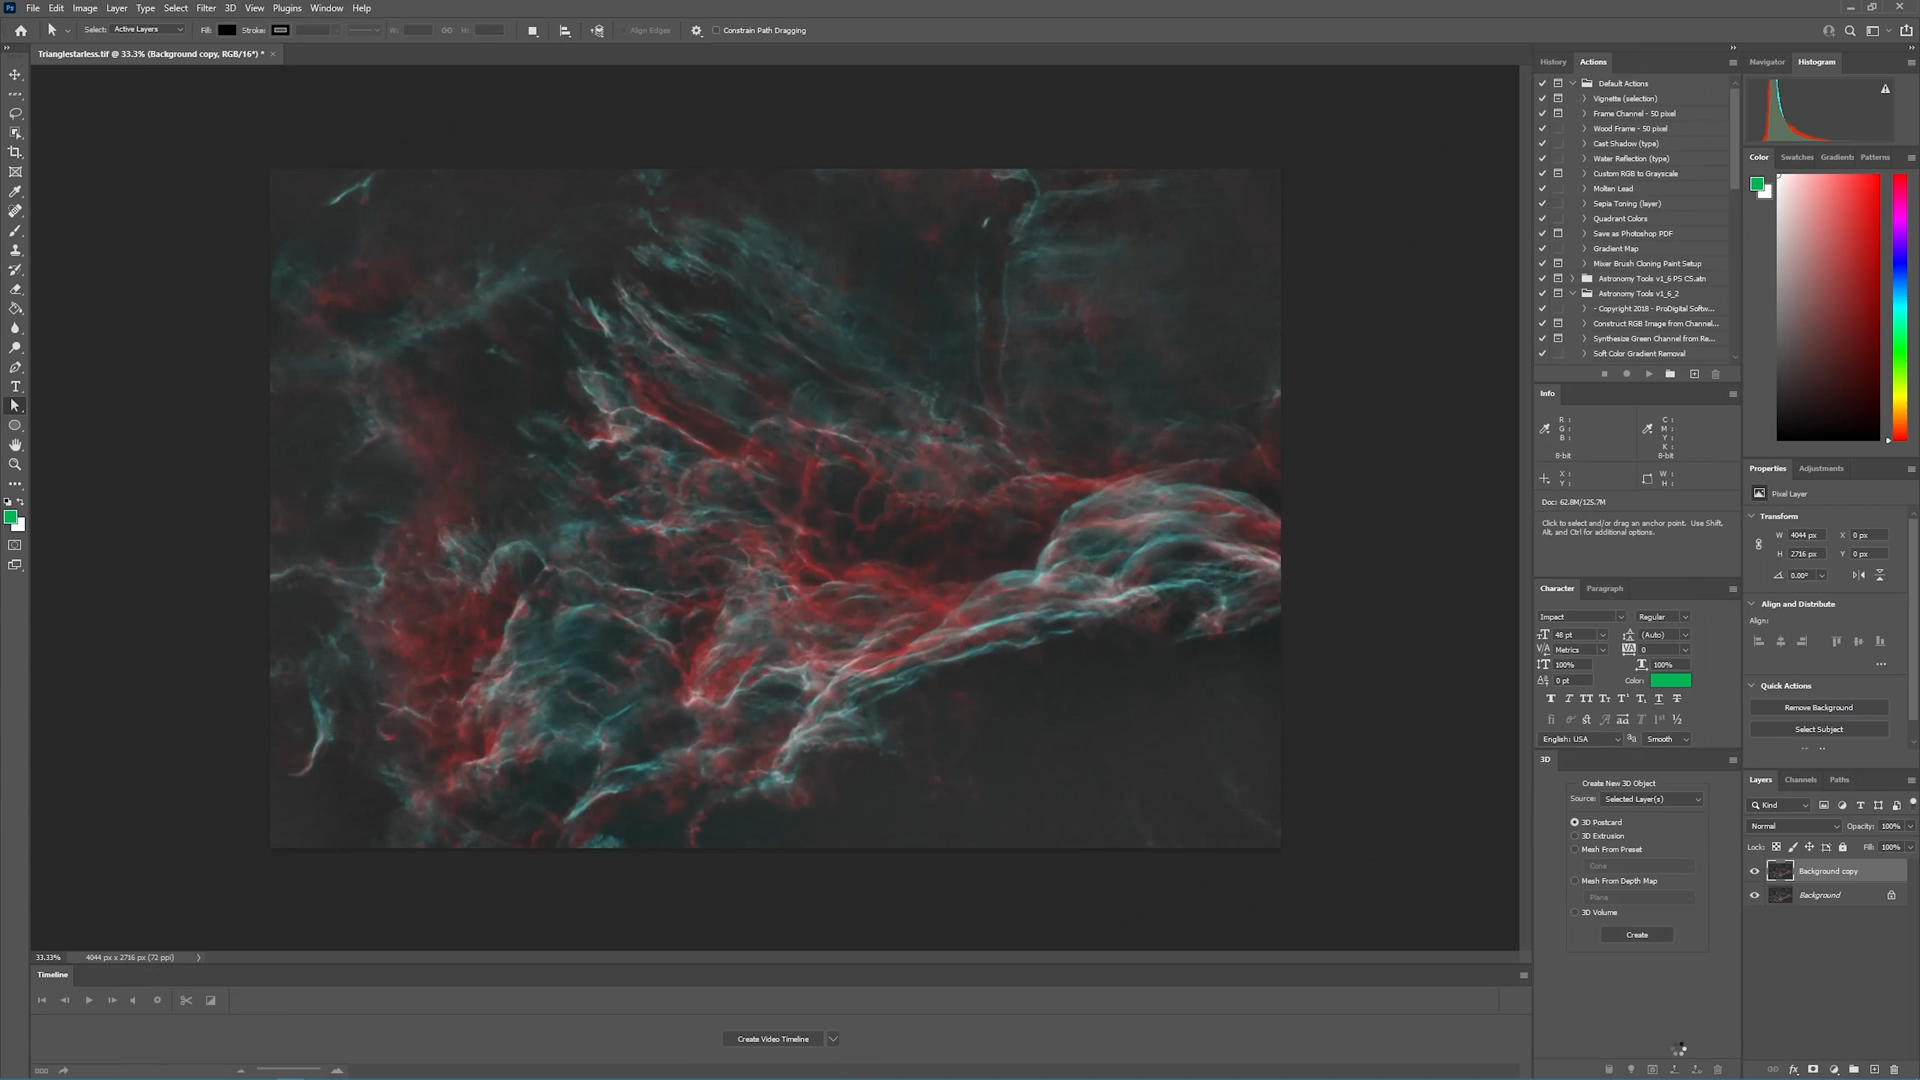 Ps File Edit Image Layer Type Select Filter 3D View Plugins Window Help
Select: Active Layers Fill: Stroke: W: H: Align Edges Constrain Path Dragging
Trianglestarless.tif @ 33.3% (Background copy, RGB/16*) * ×
History Actions
Default Actions
Vignette (selection)
Frame Channel - 50 pixel
Wood Frame - 50 pixel
Cast Shadow (type)
Water Reflection (type)
Custom RGB to Grayscale
Molten Lead
Sepia Toning (layer)
Quadrant Colors
Save as Photoshop PDF
Gradient Map
Mixer Brush Cloning Paint Setup
Astronomy Tools v1_6 PS CS.atn
Astronomy Tools v1_6_2
- Copyright 2018 - ProDigital Softw...
Construct RGB Image from Channel...
Synthesize Green Channel from Re...
Soft Color Gradient Removal
Info
R : C :
G : M :
B : Y :
K :
8-bit 8-bit
X : W :
Y : H :
Doc: 62.8M/125.7M
Click to select and/or drag an anchor point. Use Shift,
Alt, and Ctrl for additional options.
Character Paragraph
Impact Regular
48 pt (Auto)
Metrics 0
100% 100%
0 pt Color:
English: USA Smooth
3D
Create New 3D Object
Source: Selected Layer(s)
3D Postcard
3D Extrusion
Mesh From Preset
Cone
Mesh From Depth Map
Plane
3D Volume
Create
Navigator Histogram
Color Swatches Gradients Patterns
Properties Adjustments
Pixel Layer
Transform
W 4044 px X 0 px
H 2716 px Y 0 px
0.00°
Align and Distribute
Align:
Quick Actions
Remove Background
Select Subject
Layers Channels Paths
Kind
Normal Opacity: 100%
Lock: Fill: 100%
Background copy
Background
33.33% 4044 px x 2716 px (72 ppi)
Timeline
Create Video Timeline